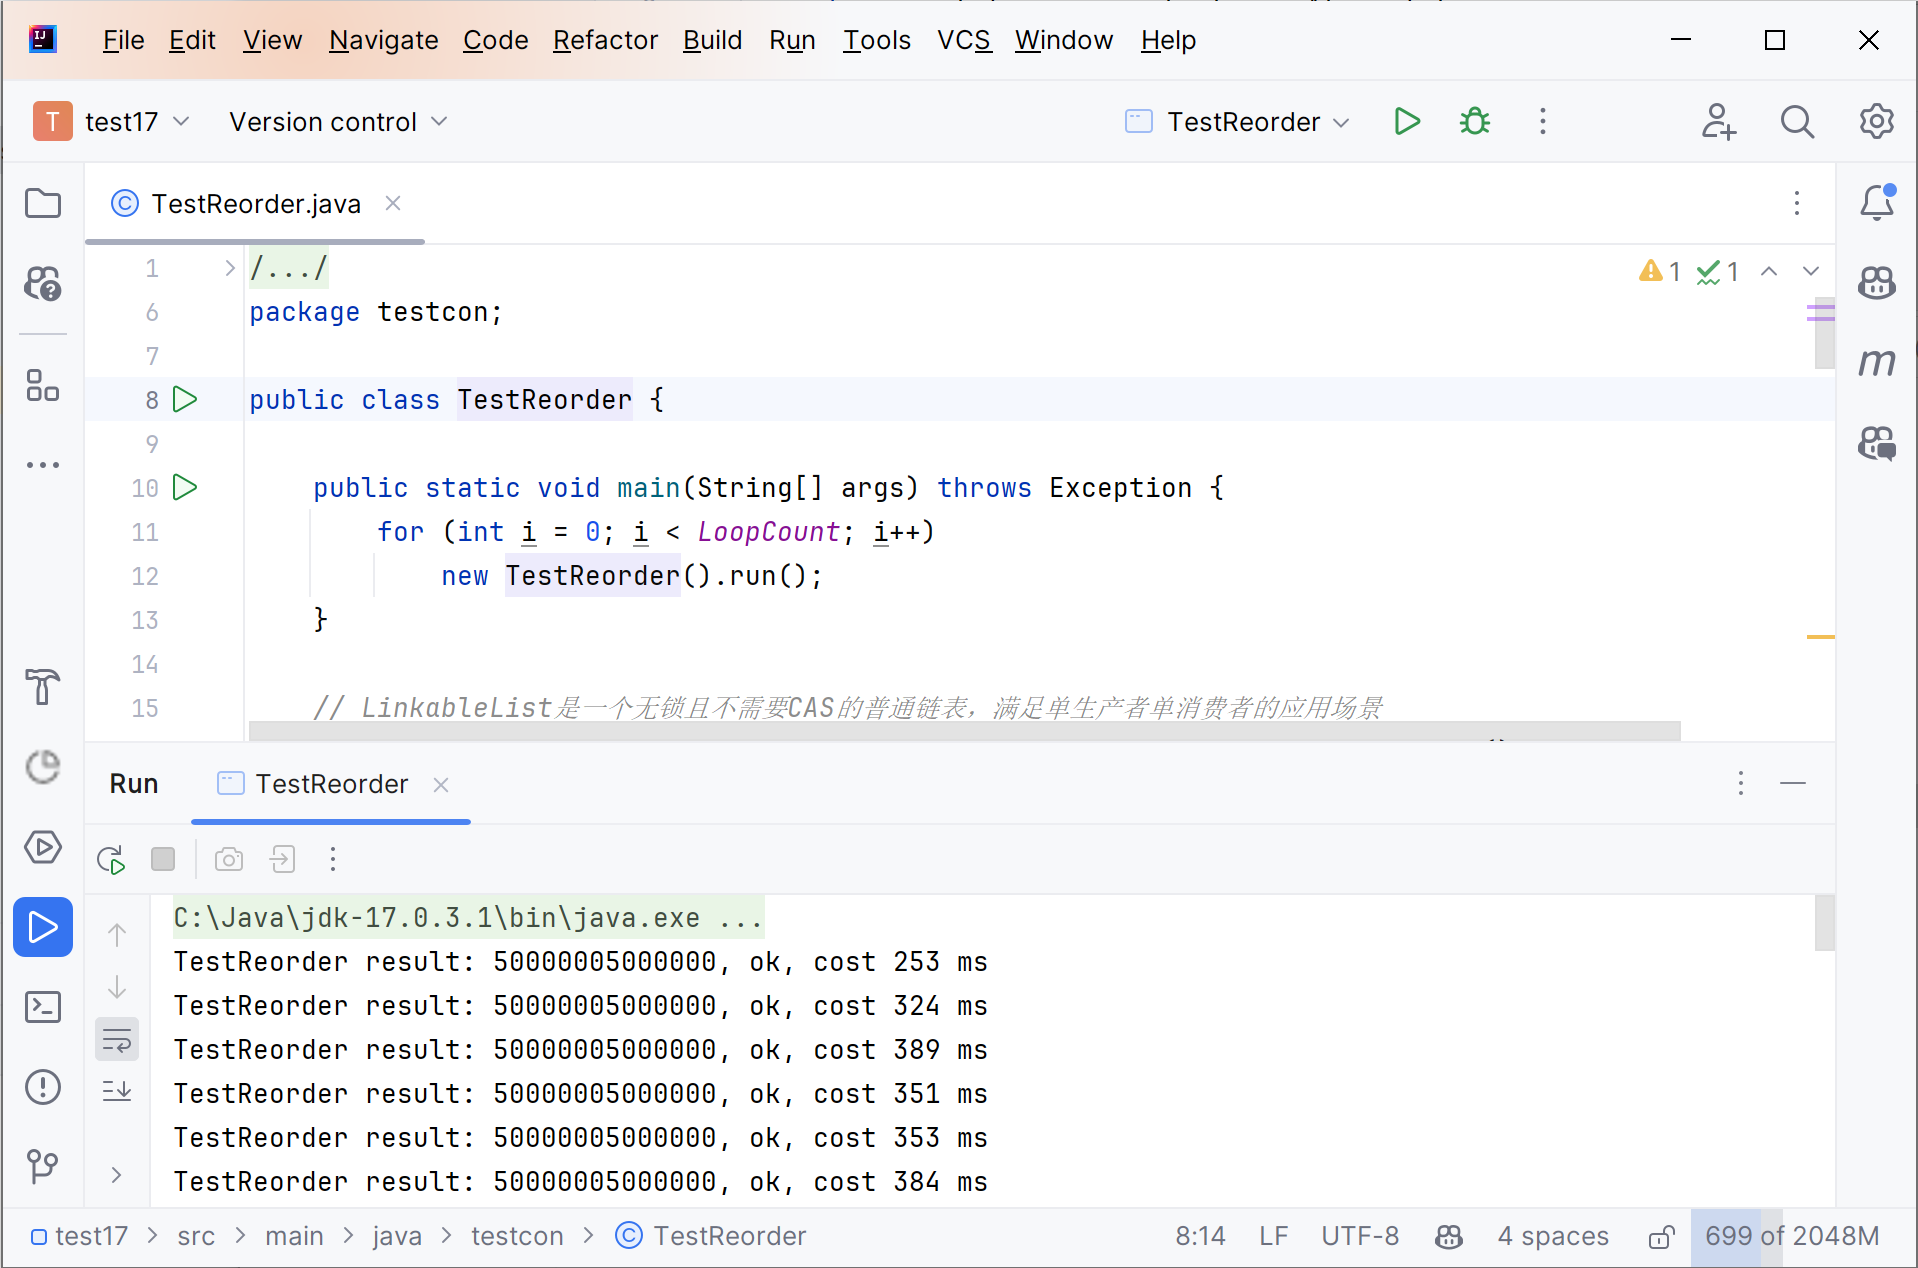 File Edit View Navigate Code Refactor Build Run Tools VCS Window Help
T test17 Version control TestReorder
TestReorder.java
1 /.../
6 package testcon;
7
8 public class TestReorder {
9
10 public static void main(String[] args) throws Exception {
11 for (int i = 0; i < LoopCount; i++)
12 new TestReorder().run();
13 }
14
15 // LinkableList是一个无锁且不需要CAS的普通链表，满足单生产者单消费者的应用场景
1 1
Run TestReorder
C:\Java\jdk-17.0.3.1\bin\java.exe ...
TestReorder result: 50000005000000, ok, cost 253 ms
TestReorder result: 50000005000000, ok, cost 324 ms
TestReorder result: 50000005000000, ok, cost 389 ms
TestReorder result: 50000005000000, ok, cost 351 ms
TestReorder result: 50000005000000, ok, cost 353 ms
TestReorder result: 50000005000000, ok, cost 384 ms
test17 > src > main > java > testcon > TestReorder 8:14 LF UTF-8 4 spaces 699 of 2048M